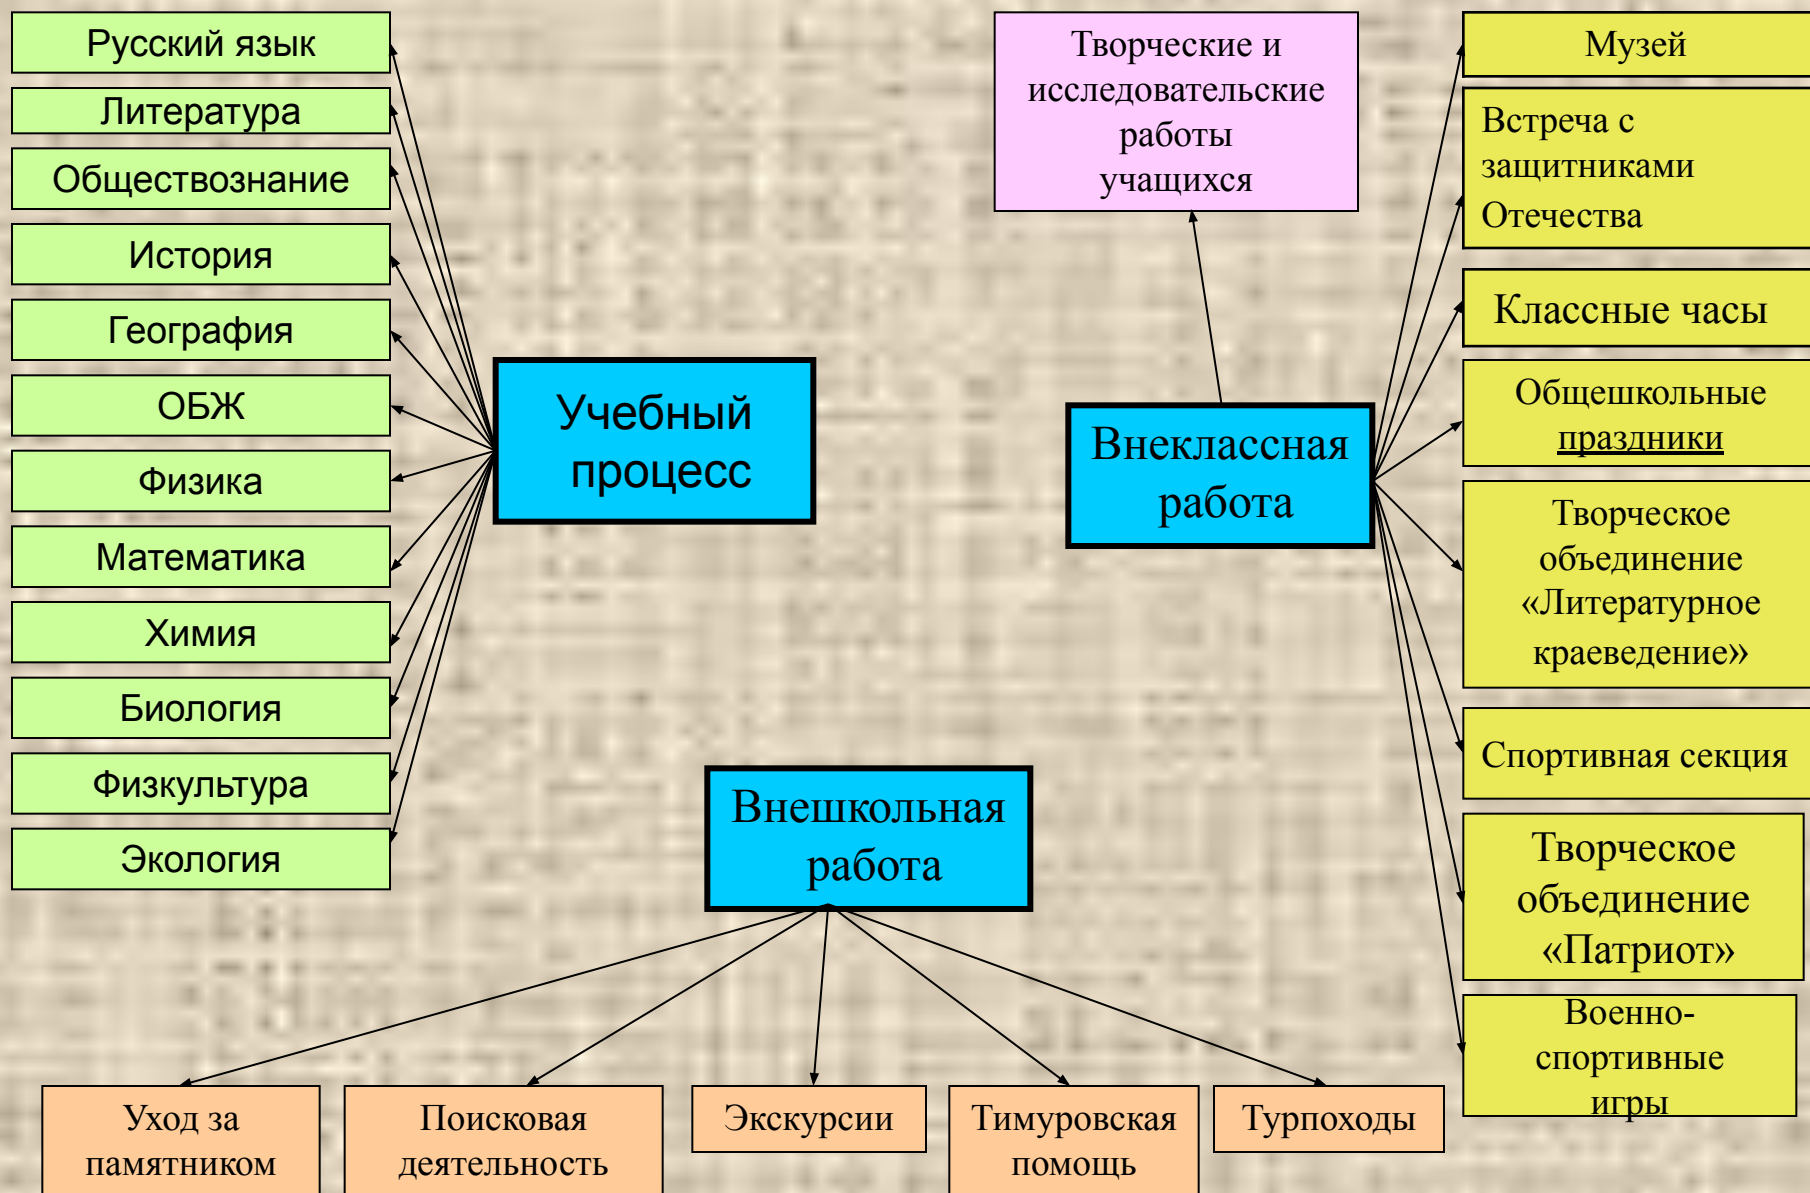 Русский язык
Литература
Обществознание
История
География
ОБЖ
Физика
Математика
Химия
Биология
Физкультура
Экология
Учебный
процесс
Творческие и
исследовательские
работы
учащихся
Внеклассная
работа
Музей
Встреча с
защитниками
Отечества
Классные часы
Общешкольные
праздники
Творческое
объединение
«Литературное
краеведение»
Спортивная секция
Творческое
объединение
«Патриот»
Военно-
спортивные
игры
Внешкольная
работа
Уход за
памятником
Поисковая
деятельность
Экскурсии
Тимуровская
помощь
Турпоходы